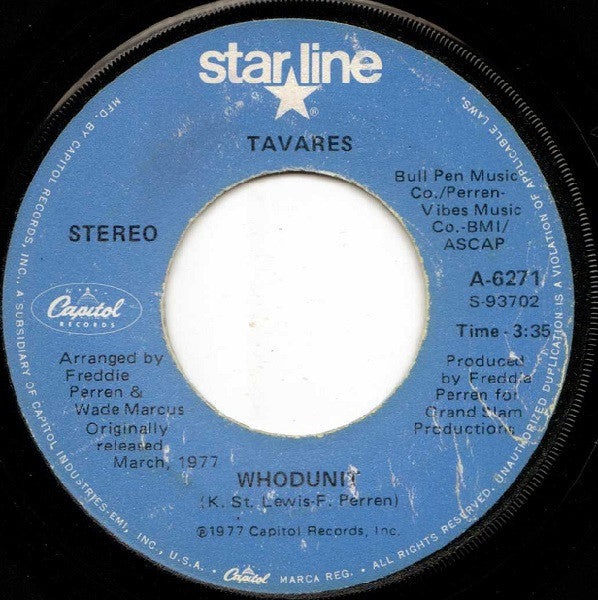 starline
®
TAVARES
Bull Pen Music
Co./Perren-
Vibes Music
Co.-BMI/
ASCAP
STEREO
A-6271
S-93702
Capitol
RECORDS
Time - 3:35
Arranged by
Freddie
Perren &
Wade Marcus
Originally
released
March, 1977
Produced
by Freddie
Perren for
Grand Slam
Productions
WHODUNIT
(K. St. Lewis-F. Perren)
℗1977 Capitol Records, Inc.
MFD. BY CAPITOL RECORDS, INC., A SUBSIDIARY OF CAPITOL INDUSTRIES-EMI, INC., U.S.A. • Capitol MARCA REG. • ALL RIGHTS RESERVED. UNAUTHORIZED DUPLICATION IS A VIOLATION OF APPLICABLE LAWS.